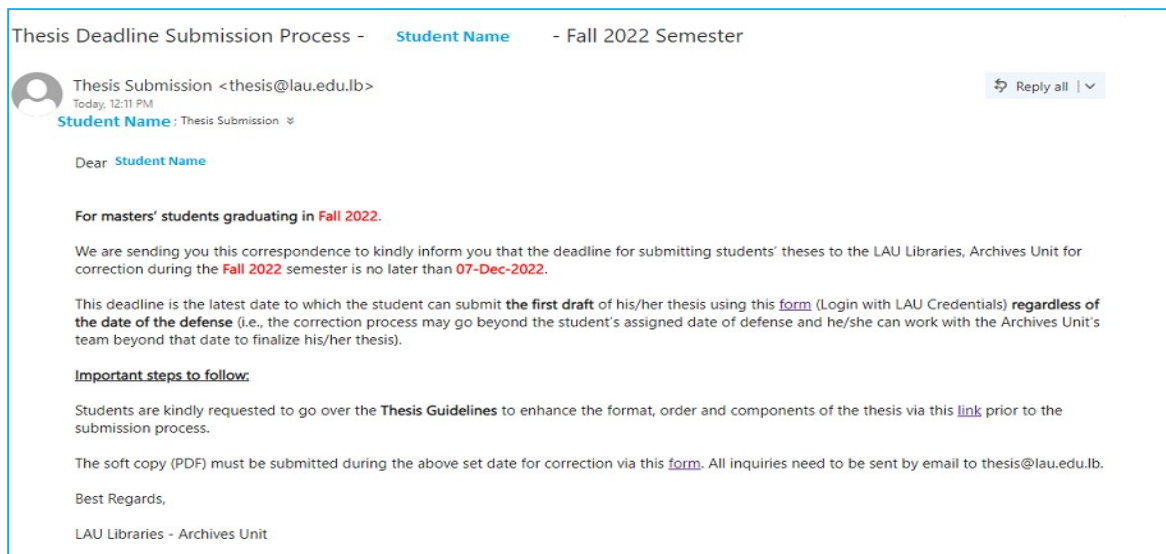 Thesis Deadline Submission Process - Student Name - Fall 2022 Semester
Thesis Submission <thesis@lau.edu.lb>
Reply all
Today, 12:11 PM
Student Name: Thesis Submission
Dear Student Name
For masters' students graduating in Fall 2022.
We are sending you this correspondence to kindly inform you that the deadline for submitting students' theses to the LAU Libraries, Archives Unit for
correction during the Fall 2022 semester is no later than 07-Dec-2022.
This deadline is the latest date to which the student can submit the first draft of his/her thesis using this form (Login with LAU Credentials) regardless of
the date of the defense (i.e., the correction process may go beyond the student's assigned date of defense and he/she can work with the Archives Unit's
team beyond that date to finalize his/her thesis).
Important steps to follow:
Students are kindly requested to go over the Thesis Guidelines to enhance the format, order and components of the thesis via this link prior to the
submission process.
The soft copy (PDF) must be submitted during the above set date for correction via this form. All inquiries need to be sent by email to thesis@lau.edu.lb.
Best Regards,
LAU Libraries - Archives Unit